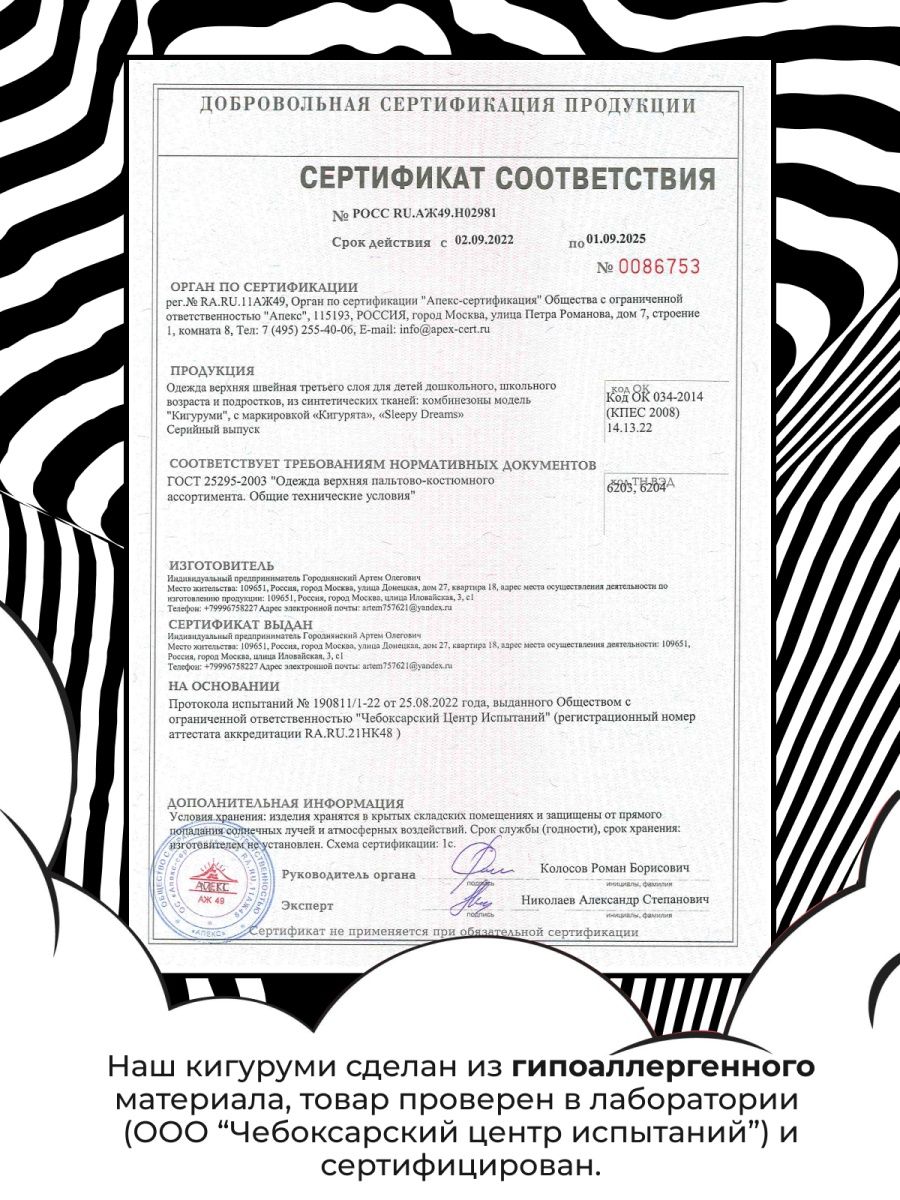 ДОБРОВОЛЬНАЯ СЕРТИФИКАЦИЯ ПРОДУКЦИИ
СЕРТИФИКАТ СООТВЕТСТВИЯ
№ РОСС RU.АЖ49.Н02981
Срок действия с 02.09.2022 по 01.09.2025
№ 0086753
ОРГАН ПО СЕРТИФИКАЦИИ
рег.№ RA.RU.11АЖ49, Орган по сертификации "Апекс-сертификация" Общества с ограниченной
ответственностью "Апекс", 115193, РОССИЯ, город Москва, улица Петра Романова, дом 7, строение
1, комната 8, Тел: 7 (495) 255-40-06, E-mail: info@apex-cert.ru
ПРОДУКЦИЯ
Одежда верхняя швейная третьего слоя для детей дошкольного, школьного
возраста и подростков, из синтетических тканей: комбинезоны модель
"Кигуруми", с маркировкой «Кигурята», «Sleepy Dreams»
Серийный выпуск
код ОК
Код ОК 034-2014
(КПЕС 2008)
14.13.22
СООТВЕТСТВУЕТ ТРЕБОВАНИЯМ НОРМАТИВНЫХ ДОКУМЕНТОВ
ГОСТ 25295-2003 "Одежда верхняя пальтово-костюмного
ассортимента. Общие технические условия"
код ТН ВЭД
6203, 6204
ИЗГОТОВИТЕЛЬ
Индивидуальный предприниматель Городнянский Артем Олегович
Место жительства: 109651, Россия, город Москва, улица Донецкая, дом 27, квартира 18, адрес места осуществления деятельности по
изготовлению продукции: 109651, Россия, город Москва, улица Иловайская, 3, с1
Телефон: +79996758227 Адрес электронной почты: artem757621@yandex.ru
СЕРТИФИКАТ ВЫДАН
Индивидуальный предприниматель Городнянский Артем Олегович
Место жительства: 109651, Россия, город Москва, улица Донецкая, дом 27, квартира 18, адрес места осуществления деятельности: 109651,
Россия, город Москва, улица Иловайская, 3, с1
Телефон: +79996758227 Адрес электронной почты: artem757621@yandex.ru
НА ОСНОВАНИИ
Протокола испытаний № 190811/1-22 от 25.08.2022 года, выданного Обществом с
ограниченной ответственностью "Чебоксарский Центр Испытаний" (регистрационный номер
аттестата аккредитации RA.RU.21НК48 )
ДОПОЛНИТЕЛЬНАЯ ИНФОРМАЦИЯ
Условия хранения: изделия хранятся в крытых складских помещениях и защищены от прямого
попадания солнечных лучей и атмосферных воздействий. Срок службы (годности), срок хранения:
изготовителем не установлен. Схема сертификации: 1с.
Руководитель органа
подпись
Колосов Роман Борисович
инициалы, фамилия
Эксперт
подпись
Николаев Александр Степанович
инициалы, фамилия
АПЕКС
АЖ 49
«АПЕКС»
Сертификат не применяется при обязательной сертификации
Наш кигуруми сделан из гипоаллергенного
материала, товар проверен в лаборатории
(ООО “Чебоксарский центр испытаний”) и
сертифицирован.